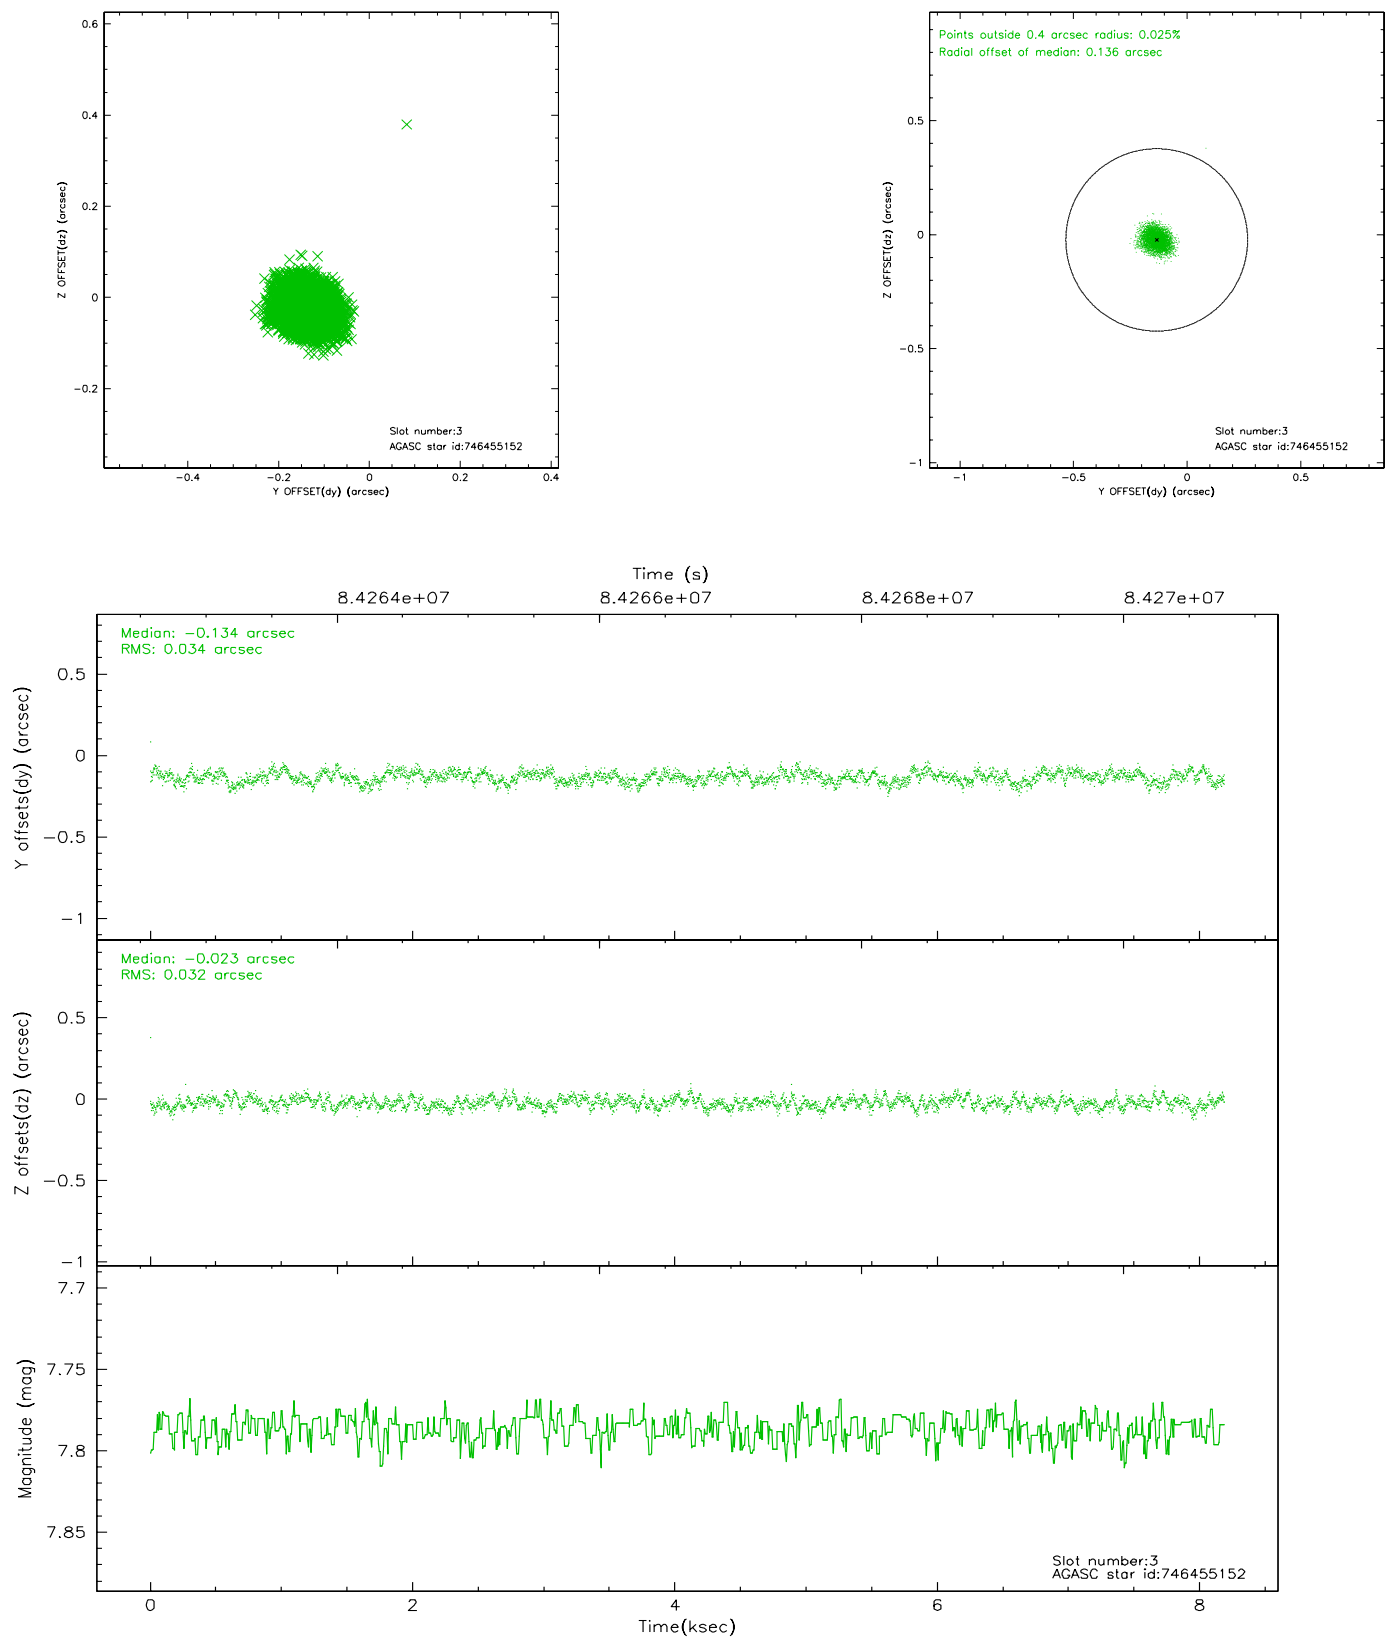 0.6
0.4
0.2
0
−0.2
Z OFFSET(dz) (arcsec)
Slot number:3
AGASC star id:746455152
−0.4
−0.2
0
0.2
0.4
Y OFFSET(dy) (arcsec)
Points outside 0.4 arcsec radius: 0.025%
Radial offset of median: 0.136 arcsec
0.5
0
−0.5
−1
Z OFFSET(dz) (arcsec)
Slot number:3
AGASC star id:746455152
−1
−0.5
0
0.5
Y OFFSET(dy) (arcsec)
Time (s)
8.4264e+07
8.4266e+07
8.4268e+07
8.427e+07
Median: −0.134 arcsec
RMS: 0.034 arcsec
0.5
0
−0.5
−1
Y offsets(dy) (arcsec)
Median: −0.023 arcsec
RMS: 0.032 arcsec
0.5
0
−0.5
−1
Z offsets(dz) (arcsec)
7.7
7.75
7.8
7.85
Magnitude (mag)
Slot number:3
AGASC star id:746455152
0
2
4
6
8
Time(ksec)